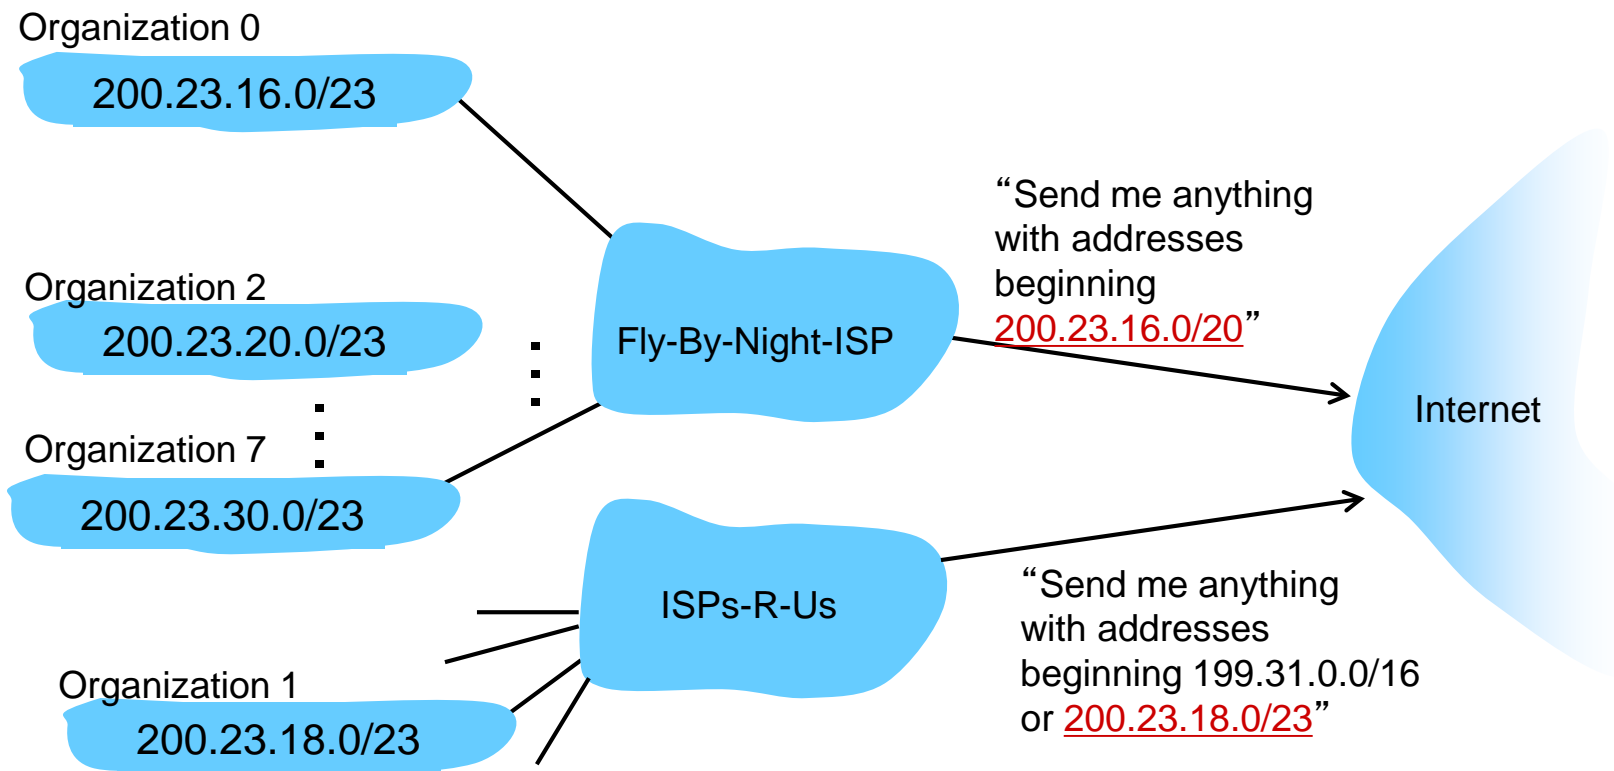 Organization 0
200.23.16.0/23
Organization 2
200.23.20.0/23
Organization 7
200.23.30.0/23
Fly-By-Night-ISP
“Send me anything
with addresses
beginning
200.23.16.0/20”
Internet
ISPs-R-Us
Organization 1
200.23.18.0/23
“Send me anything
with addresses
beginning 199.31.0.0/16
or 200.23.18.0/23”